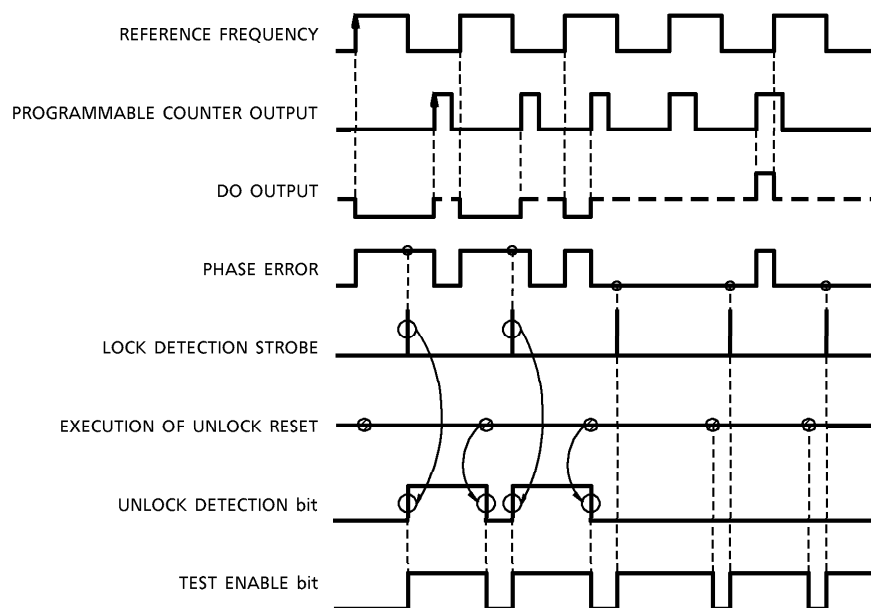 REFERENCE FREQUENCY
PROGRAMMABLE COUNTER OUTPUT
DO OUTPUT
PHASE ERROR
LOCK DETECTION STROBE
EXECUTION OF UNLOCK RESET
UNLOCK DETECTION bit
TEST ENABLE bit